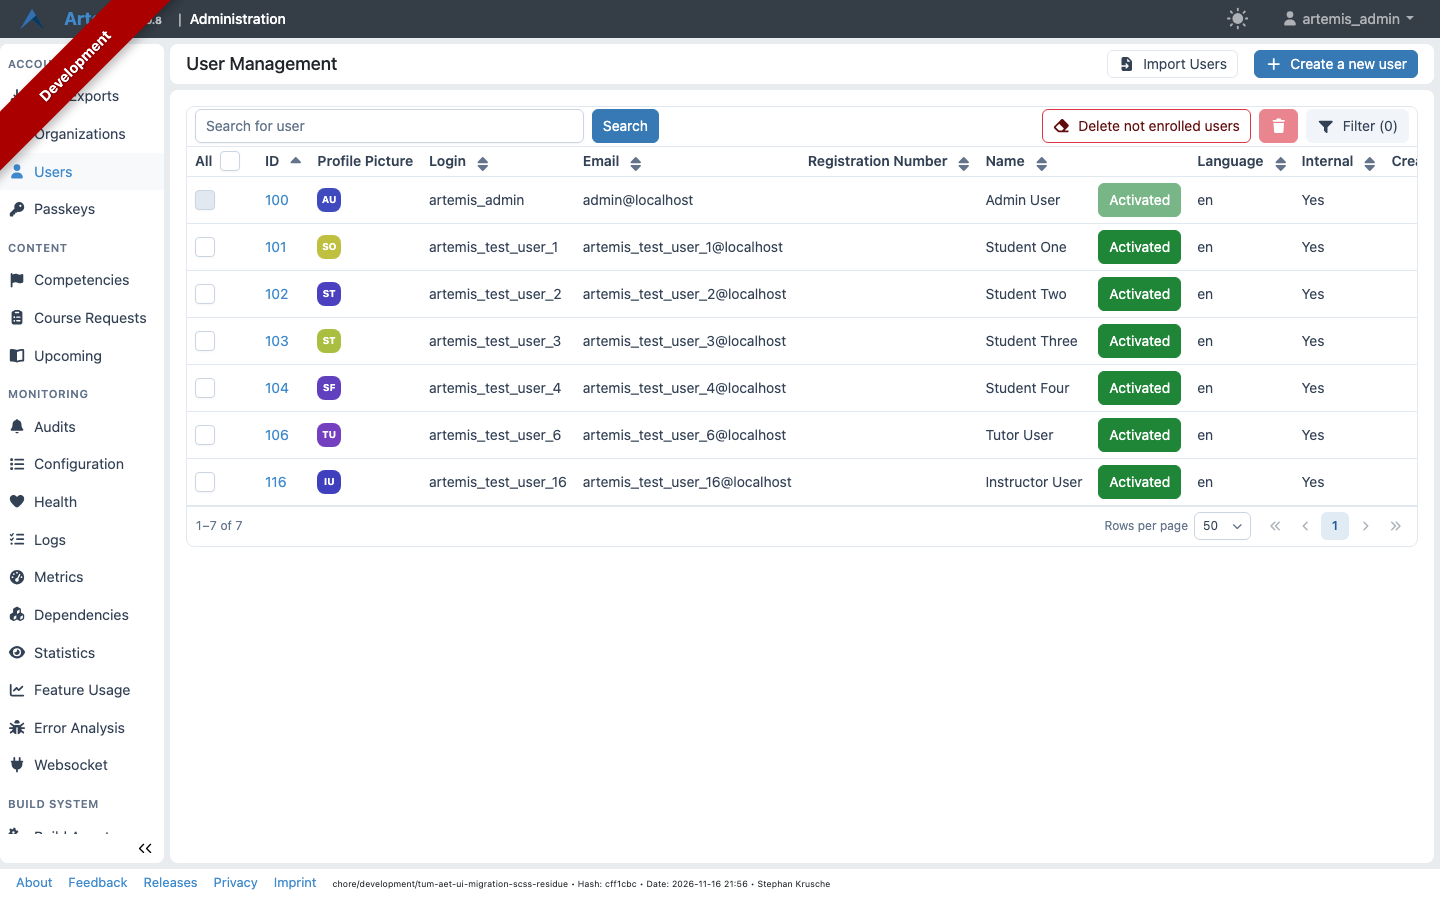 Administration
artemis_admin
Development
Exports
Organizations
Users
Passkeys
CONTENT
Competencies
Course Requests
Upcoming
MONITORING
Audits
Configuration
Health
Logs
Metrics
Dependencies
Statistics
Feature Usage
Error Analysis
Websocket
BUILD SYSTEM
User Management
Import Users
Create a new user
Search for user
Search
Delete not enrolled users
Filter (0)
All ID Profile Picture Login Email Registration Number Name Language Internal
100 AU artemis_admin admin@localhost Admin User Activated en Yes
101 SO artemis_test_user_1 artemis_test_user_1@localhost Student One Activated en Yes
102 ST artemis_test_user_2 artemis_test_user_2@localhost Student Two Activated en Yes
103 ST artemis_test_user_3 artemis_test_user_3@localhost Student Three Activated en Yes
104 SF artemis_test_user_4 artemis_test_user_4@localhost Student Four Activated en Yes
106 TU artemis_test_user_6 artemis_test_user_6@localhost Tutor User Activated en Yes
116 IU artemis_test_user_16 artemis_test_user_16@localhost Instructor User Activated en Yes
1–7 of 7
Rows per page 50 « ‹ 1 › »
About Feedback Releases Privacy Imprint chore/development/tum-aet-ui-migration-scss-residue • Hash: cff1cbc • Date: 2026-11-16 21:56 • Stephan Krusche